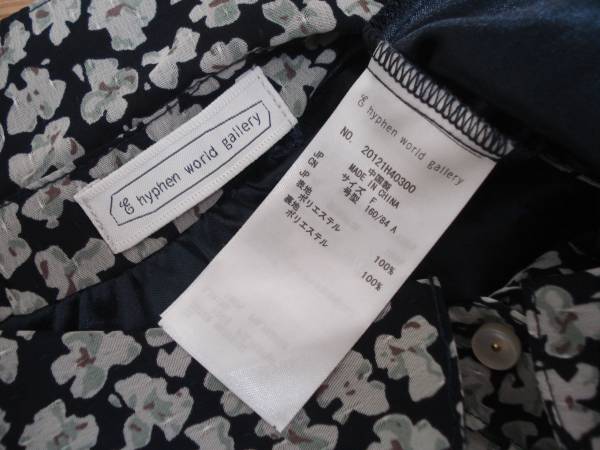 hyphen world gallery
hyphen world gallery
NO. 20121H40300
中国製
MADE IN CHINA
JP サイズ F
CN 号型 160/84 A
JP
表地
ポリエステル 100%
裏地
ポリエステル 100%